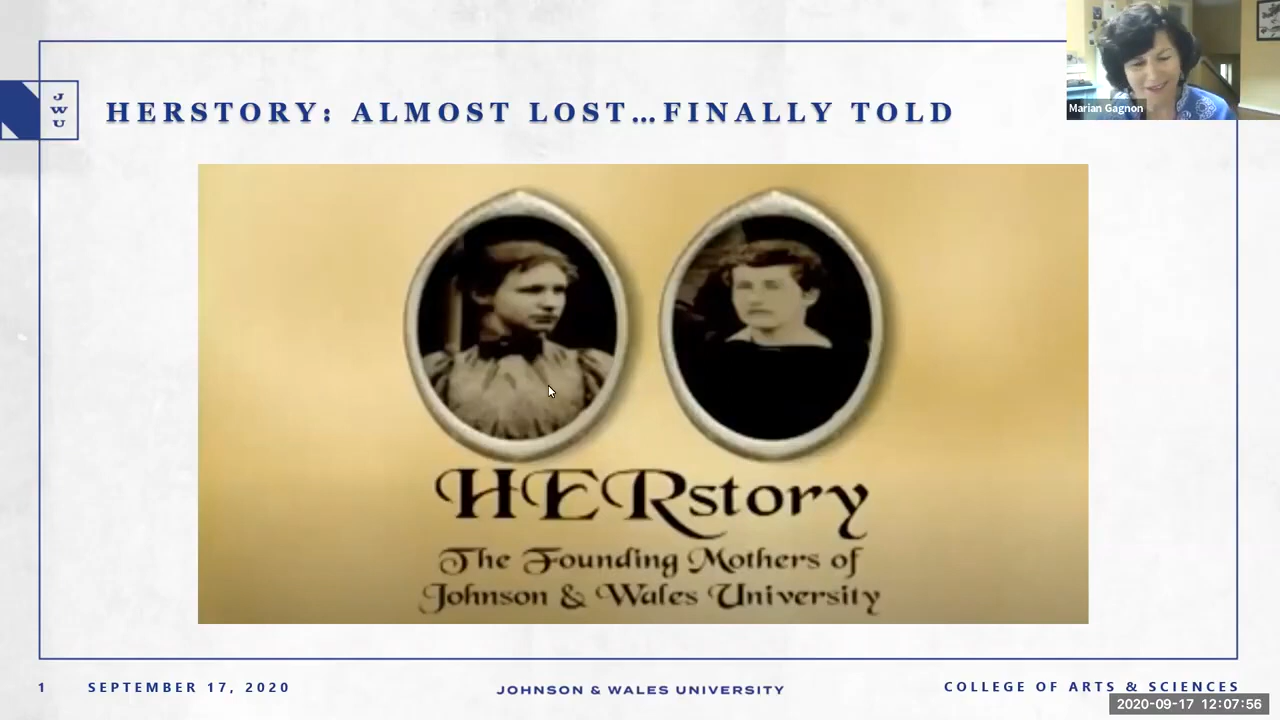 J
W
U
HERSTORY: ALMOST LOST...FINALLY TOLD
Marian Gagnon
HERstory
The Founding Mothers of
Johnson & Wales University
1 SEPTEMBER 17, 2020
JOHNSON & WALES UNIVERSITY
COLLEGE OF ARTS & SCIENCES
2020-09-17 12:07:56